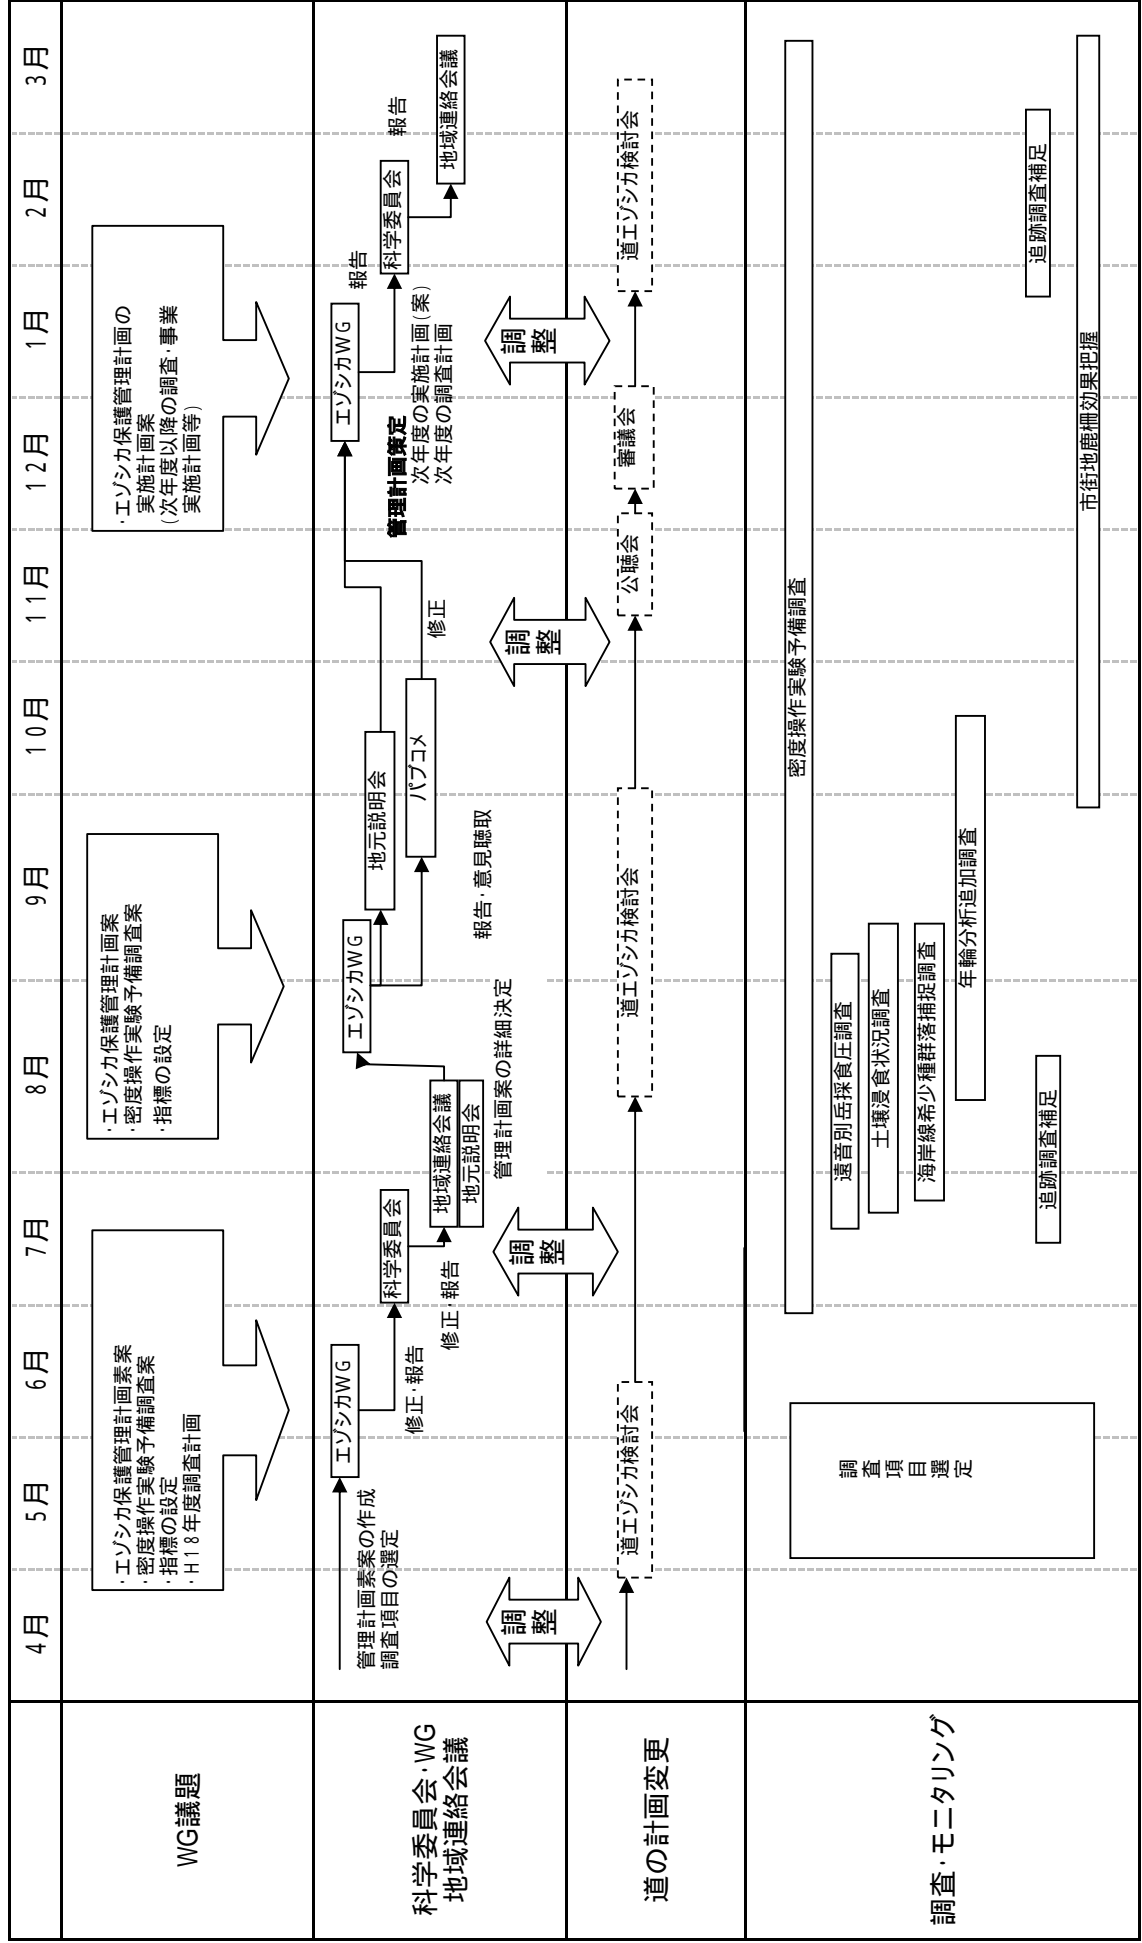 4月
5月
6月
7月
8月
9月
10月
11月
12月
1月
2月
3月
WG議題
・エゾシカ保護管理計画素案
・密度操作実験予備調査案
・指標の設定
・H18年度調査計画
・エゾシカ保護管理計画案
・密度操作実験予備調査案
・指標の設定
・エゾシカ保護管理計画の
実施計画案
(次年度以降の調査・事業
実施計画等)
科学委員会・WG
地域連絡会議
管理計画素案の作成
調査項目の選定
エゾシカWG
修正・報告
科学委員会
修正・報告
地域連絡会議
地元説明会
管理計画案の詳細決定
エゾシカWG
報告・意見聴取
地元説明会
パブコメ
修正
エゾシカWG
管理計画策定
次年度の実施計画(案)
次年度の調査計画
報告
科学委員会
報告
地域連絡会議
調整
調整
調整
調整
道の計画変更
道エゾシカ検討会
道エゾシカ検討会
公聴会
審議会
道エゾシカ検討会
調査・モニタリング
調査項目選定
密度操作実験予備調査
遠音別岳採食圧調査
土壌浸食状況調査
海岸線希少種群落捕捉調査
年輪分析追加調査
追跡調査補足
追跡調査補足
市街地鹿柵効果把握